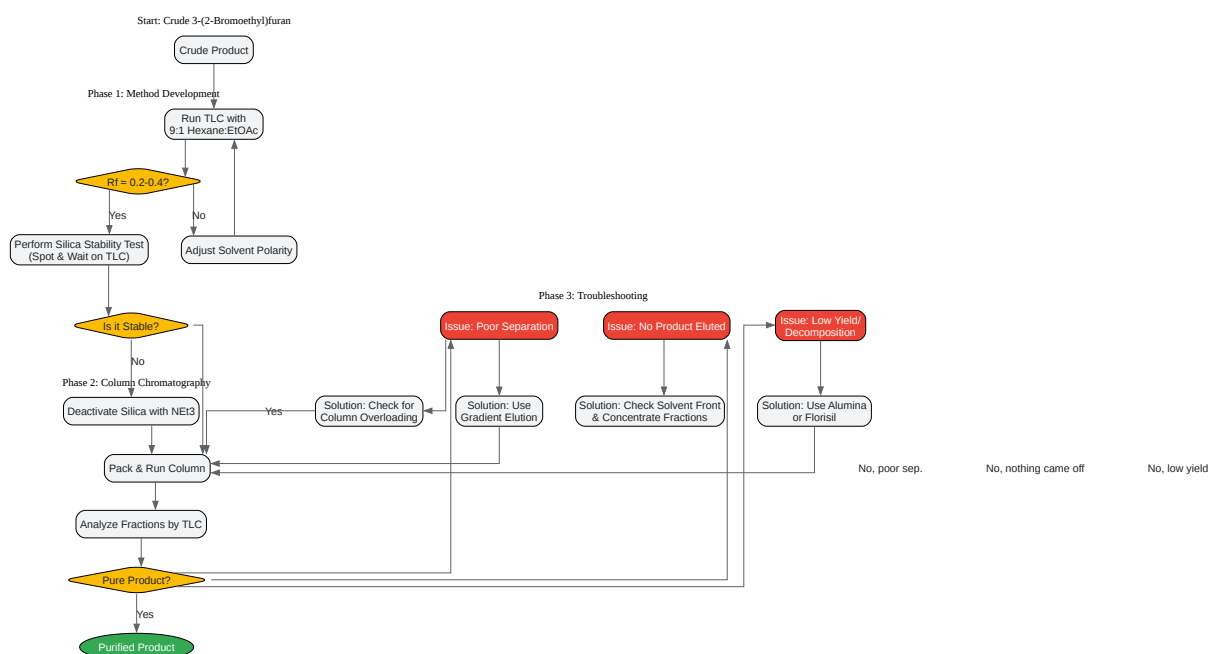 Start: Crude 3-(2-Bromoethyl)furan
Crude Product
Phase 1: Method Development
Run TLC with
9:1 Hexane:EtOAc
Rf ≈ 0.2-0.4?
Yes
No
Perform Silica Stability Test
(Spot & Wait on TLC)
Adjust Solvent Polarity
Phase 3: Troubleshooting
Is it Stable?
Issue: Poor Separation
Issue: No Product Eluted
Issue: Low Yield/
Decomposition
No
Phase 2: Column Chromatography
Deactivate Silica with NEt3
Yes
Solution: Check for
Column Overloading
Solution: Use
Gradient Elution
Solution: Check Solvent Front
& Concentrate Fractions
Solution: Use Alumina
or Florisil
Pack & Run Column
No, poor sep.
No, nothing came off
No, low yield
Analyze Fractions by TLC
Pure Product?
Yes
Purified Product